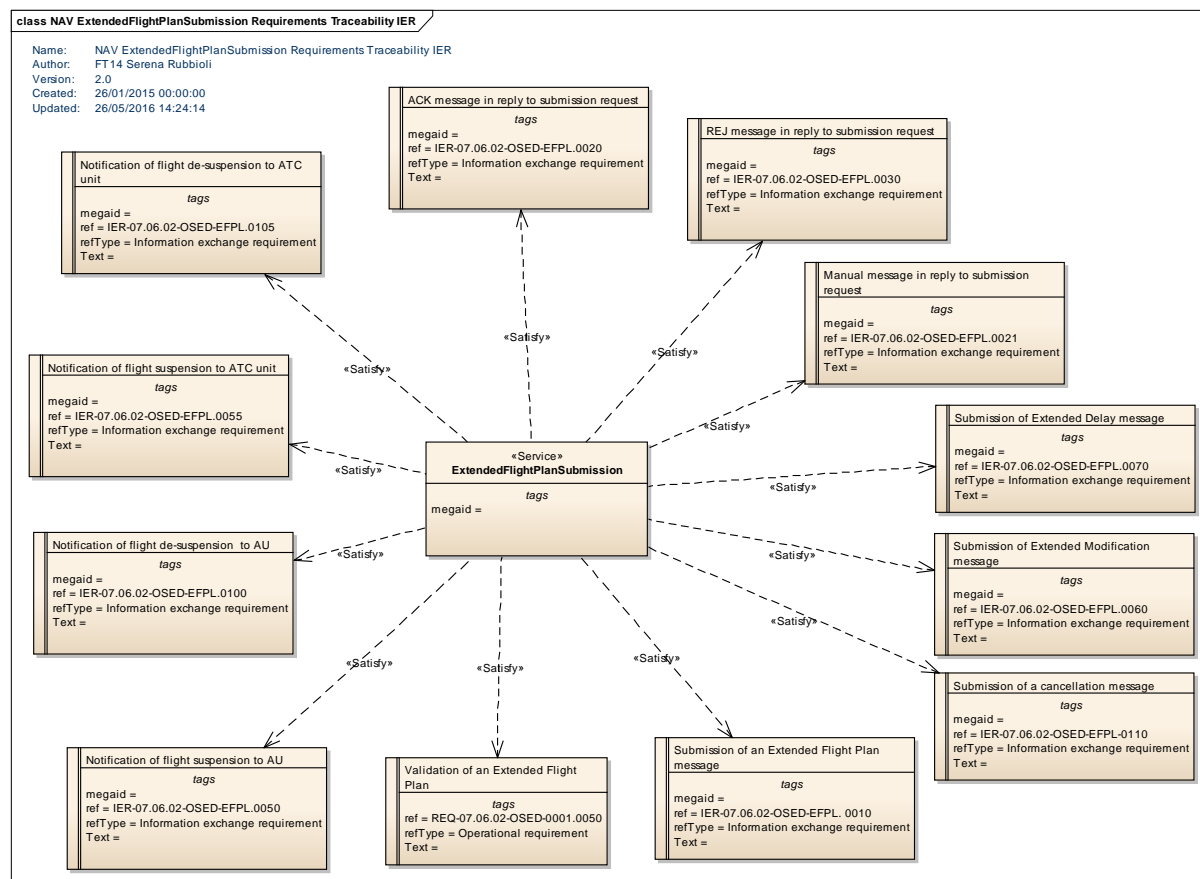 class NAV ExtendedFlightPlanSubmission Requirements Traceability IER
Name: NAV ExtendedFlightPlanSubmission Requirements Traceability IER
Author: FT14 Serena Rubbioli
Version: 2.0
Created: 26/01/2015 00:00:00
Updated: 26/05/2016 14:24:14
ACK message in reply to submission request
tags
megaid =
ref = IER-07.06.02-OSED-EFPL.0020
refType = Information exchange requirement
Text =
REJ message in reply to submission request
tags
megaid =
ref = IER-07.06.02-OSED-EFPL.0030
refType = Information exchange requirement
Text =
Notification of flight de-suspension to ATC
unit
tags
megaid =
ref = IER-07.06.02-OSED-EFPL.0105
refType = Information exchange requirement
Text =
Manual message in reply to submission
request
tags
megaid =
ref = IER-07.06.02-OSED-EFPL.0021
refType = Information exchange requirement
Text =
«Satisfy»
«Satisfy»
«Satisfy»
«Satisfy»
Notification of flight suspension to ATC unit
tags
megaid =
ref = IER-07.06.02-OSED-EFPL.0055
refType = Information exchange requirement
Text =
«Satisfy»
«Service»
ExtendedFlightPlanSubmission
tags
megaid =
«Satisfy»
Submission of Extended Delay message
tags
megaid =
ref = IER-07.06.02-OSED-EFPL.0070
refType = Information exchange requirement
Text =
Notification of flight de-suspension to AU
tags
megaid =
ref = IER-07.06.02-OSED-EFPL.0100
refType = Information exchange requirement
Text =
«Satisfy»
«Satisfy»
Submission of Extended Modification
message
tags
megaid =
ref = IER-07.06.02-OSED-EFPL.0060
refType = Information exchange requirement
Text =
«Satisfy»
«Satisfy»
«Satisfy»
«Satisfy»
Submission of a cancellation message
tags
megaid =
ref = IER-07.06.02-OSED-EFPL-0110
refType = Information exchange requirement
Text =
Notification of flight suspension to AU
tags
megaid =
ref = IER-07.06.02-OSED-EFPL.0050
refType = Information exchange requirement
Text =
Validation of an Extended Flight
Plan
tags
ref = REQ-07.06.02-OSED-0001.0050
refType = Operational requirement
Text =
Submission of an Extended Flight Plan
message
tags
megaid =
ref = IER-07.06.02-OSED-EFPL. 0010
refType = Information exchange requirement
Text =